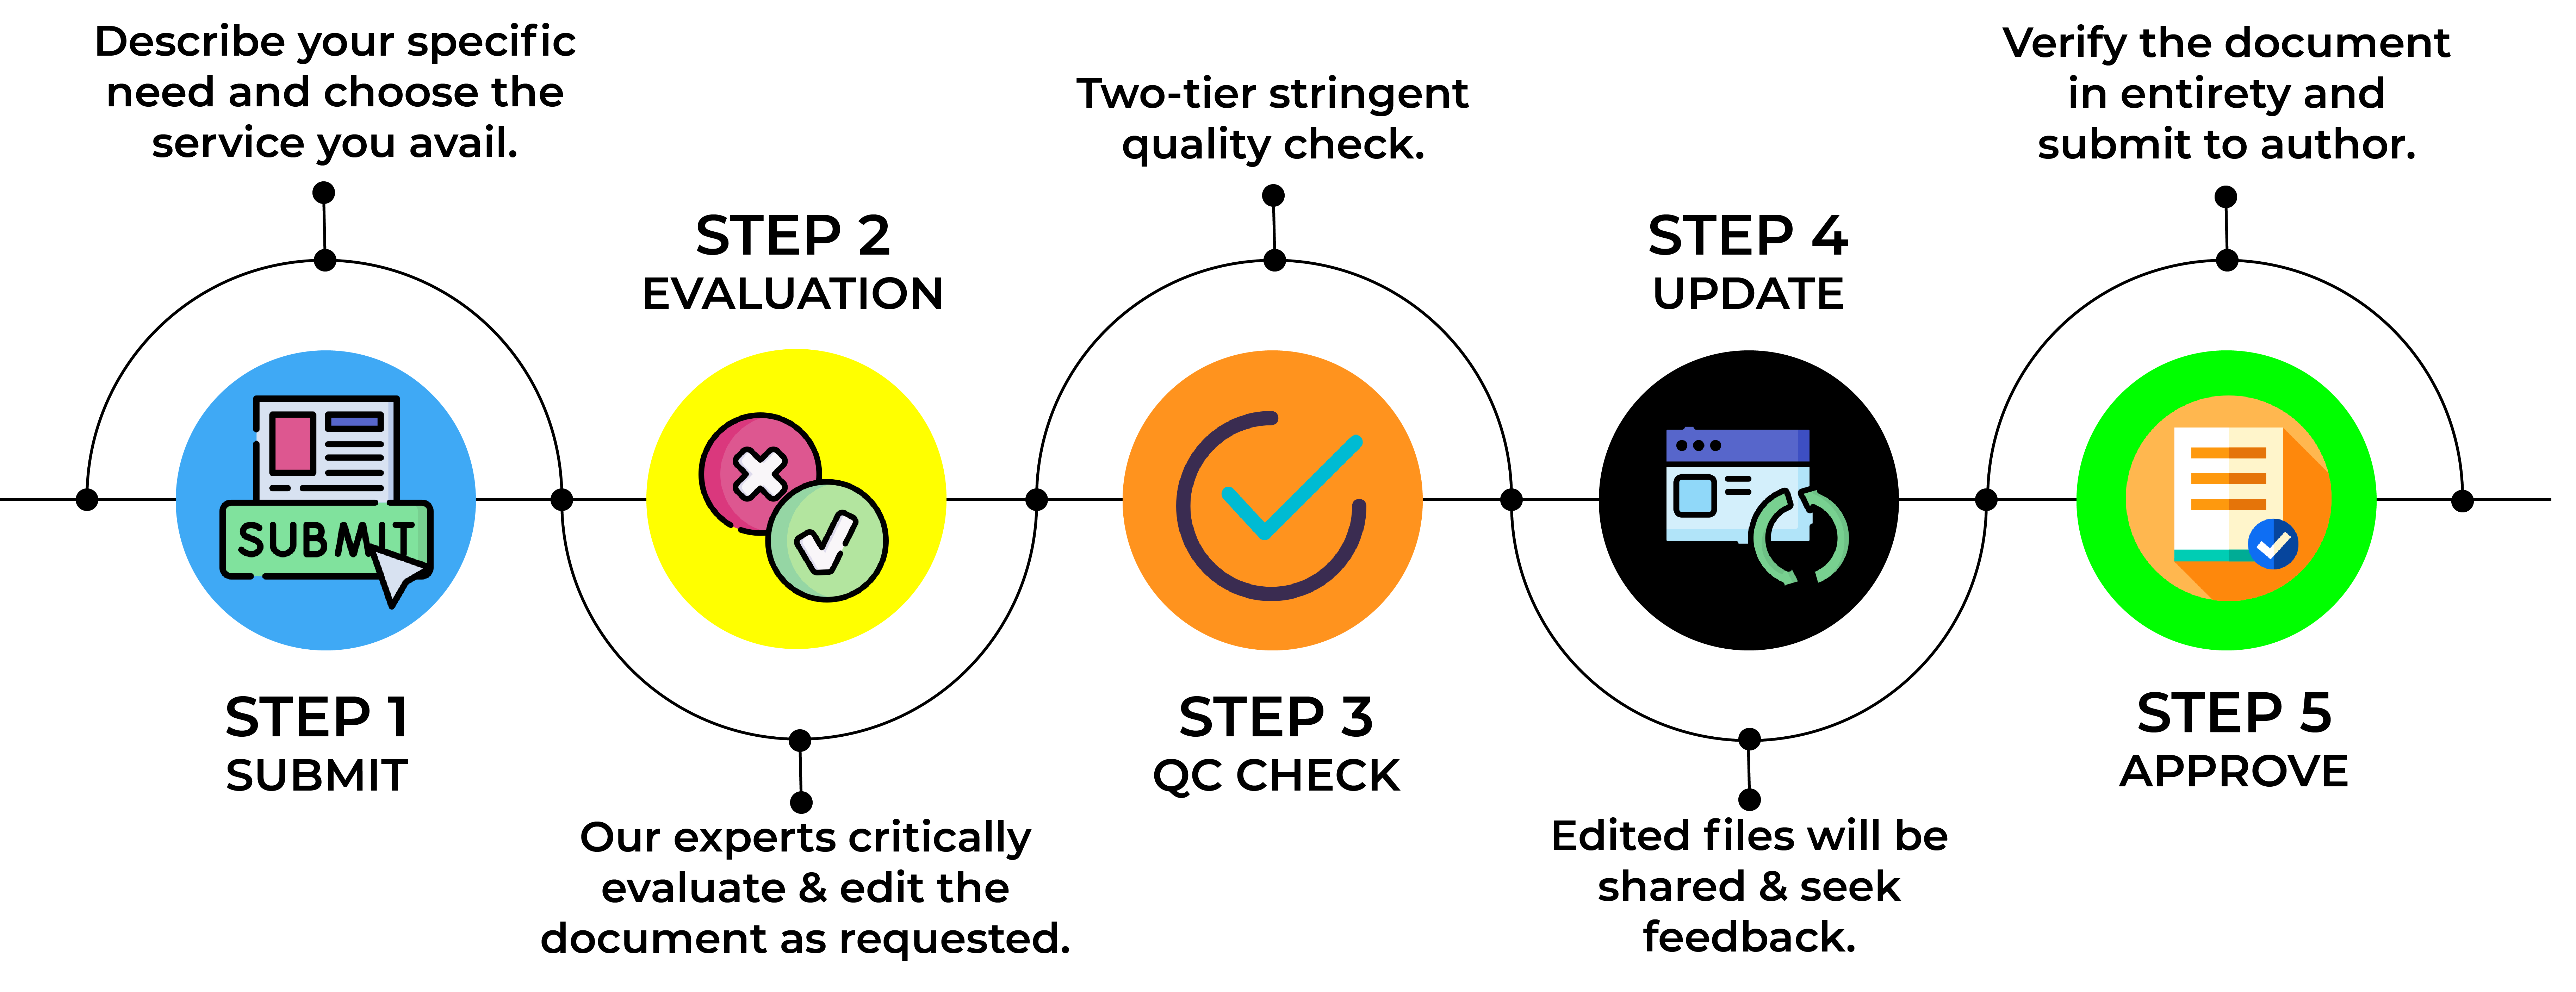 Describe your specific
need and choose the
service you avail.
SUBMIT
STEP 1
SUBMIT
STEP 2
EVALUATION
Our experts critically
evaluate & edit the
document as requested.
Two-tier stringent
quality check.
STEP 3
QC CHECK
STEP 4
UPDATE
Edited files will be
shared & seek
feedback.
Verify the document
in entirety and
submit to author.
STEP 5
APPROVE